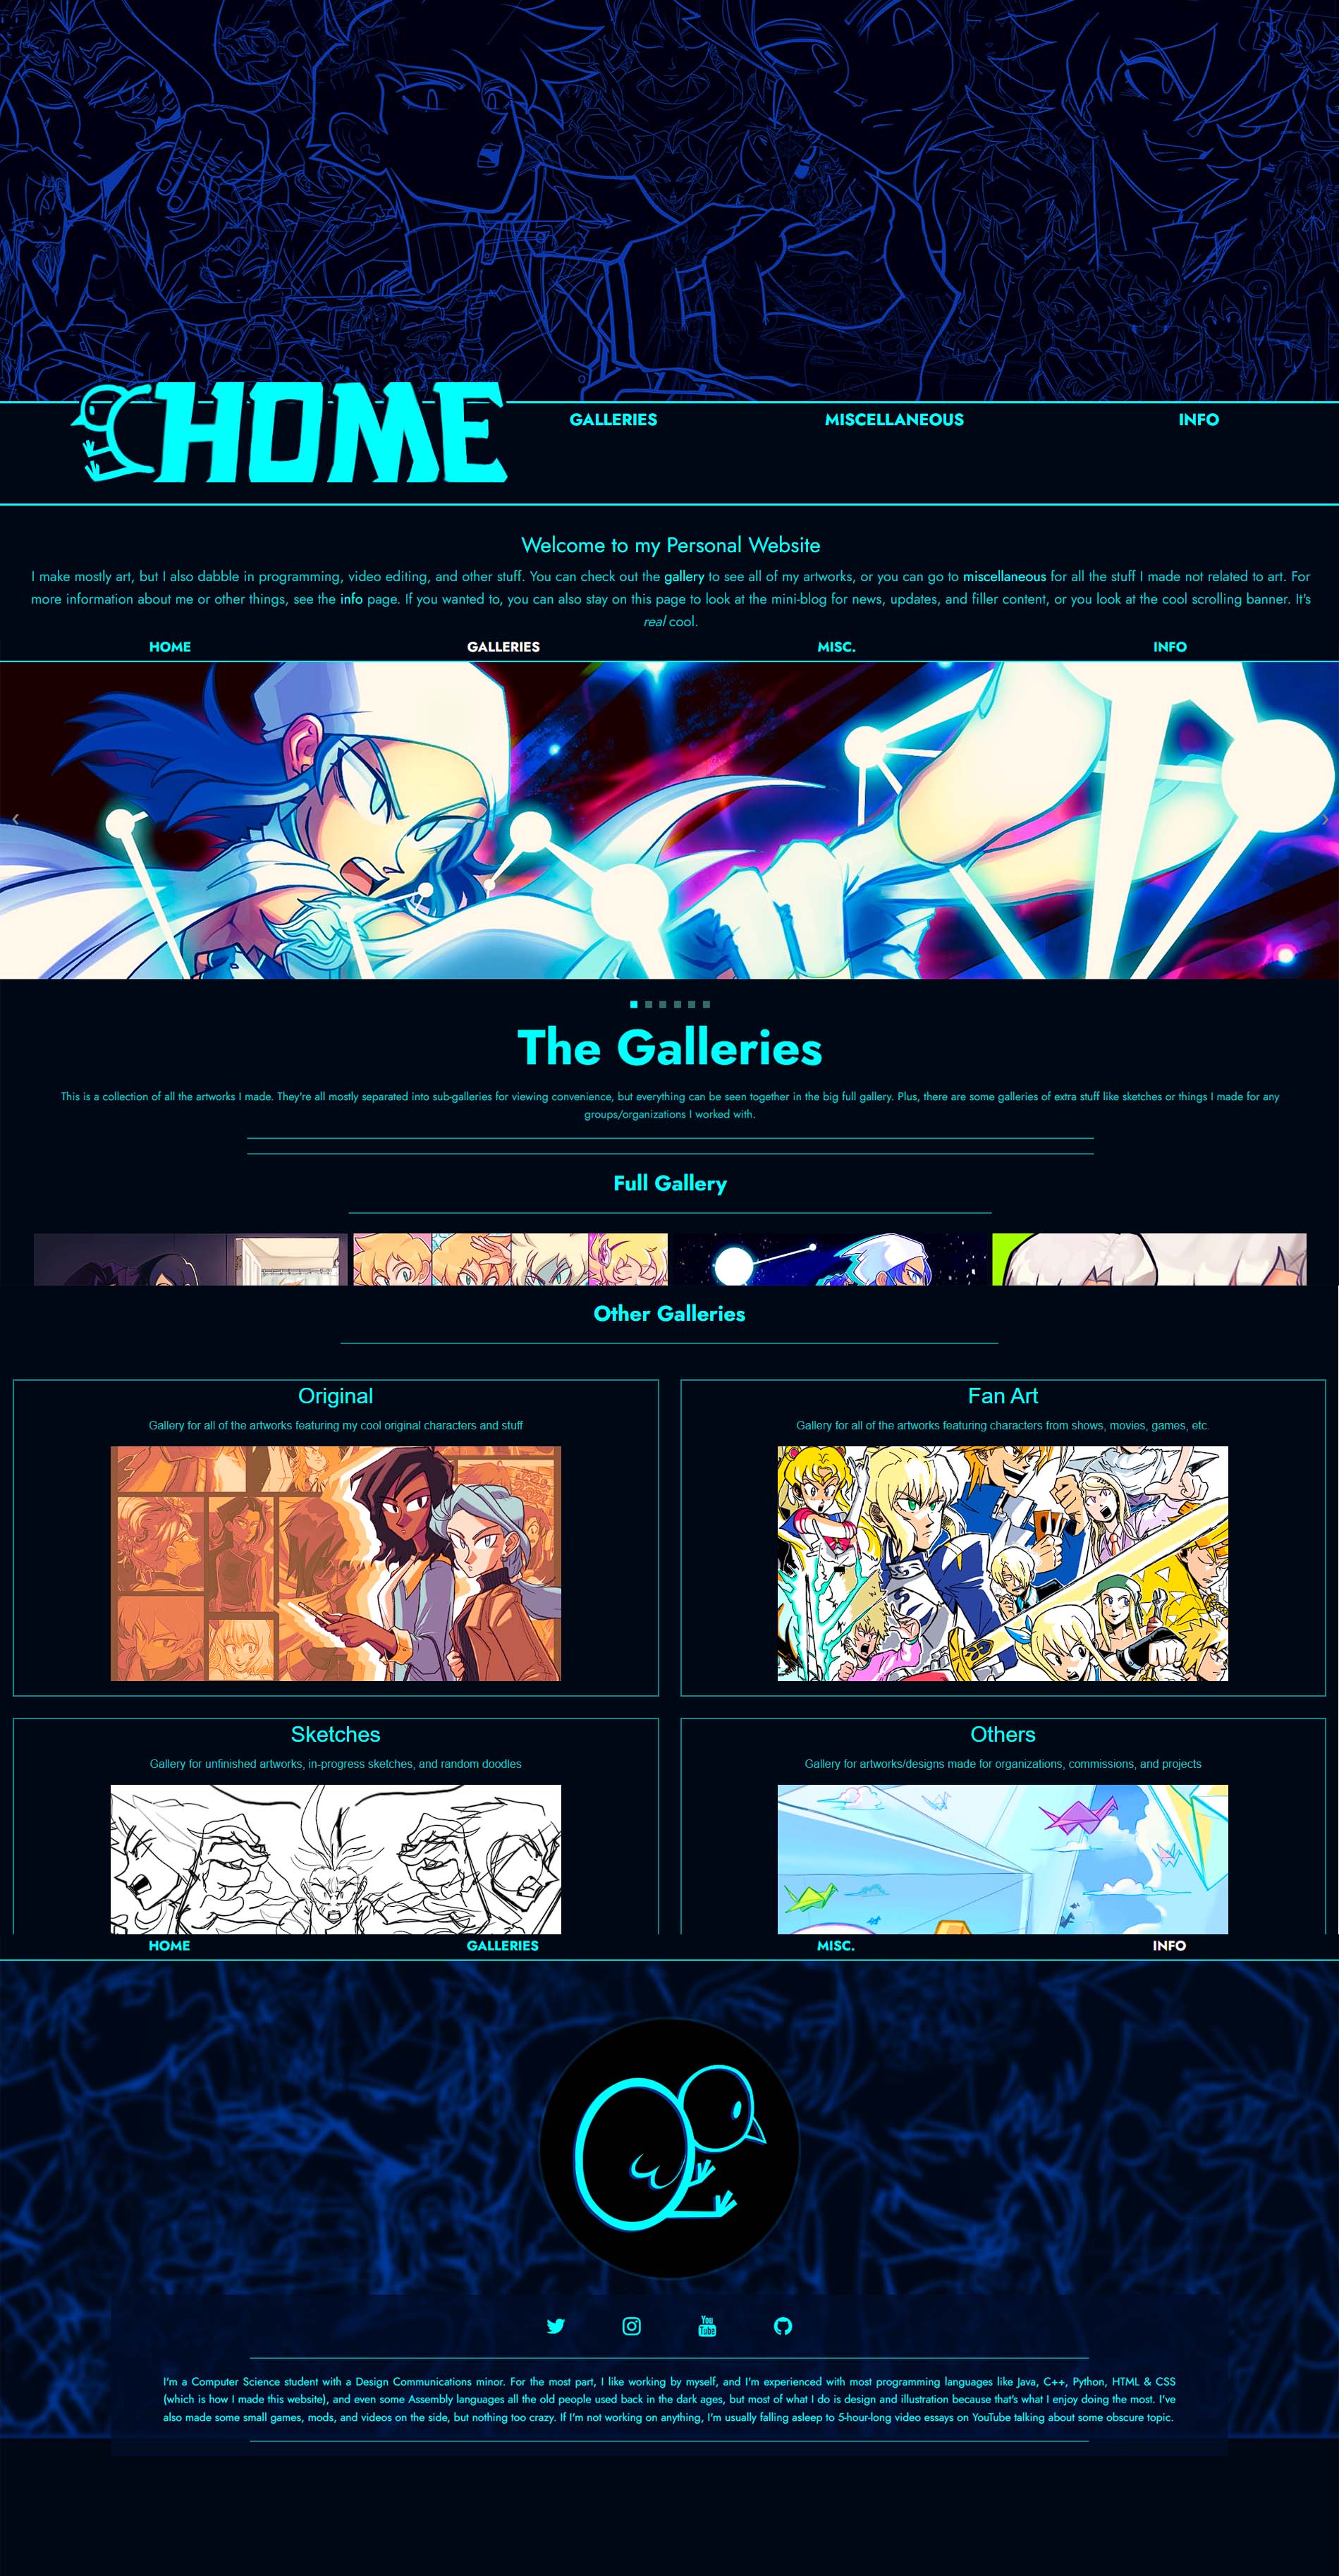 HOME
GALLERIES MISCELLANEOUS INFO
Welcome to my Personal Website
I make mostly art, but I also dabble in programming, video editing, and other stuff. You can check out the gallery to see all of my artworks, or you can go to miscellaneous for all the stuff I made not related to art. For
more information about me or other things, see the info page. If you wanted to, you can also stay on this page to look at the mini-blog for news, updates, and filler content, or you look at the cool scrolling banner. It's
real cool.
HOME GALLERIES MISC. INFO
The Galleries
This is a collection of all the artworks I made. They're all mostly separated into sub-galleries for viewing convenience, but everything can be seen together in the big full gallery. Plus, there are some galleries of extra stuff like sketches or things I made for any
groups/organizations I worked with.
Full Gallery
Other Galleries
Original
Gallery for all of the artworks featuring my cool original characters and stuff
Fan Art
Gallery for all of the artworks featuring characters from shows, movies, games, etc.
Sketches
Gallery for unfinished artworks, in-progress sketches, and random doodles
Others
Gallery for artworks/designs made for organizations, commissions, and projects
HOME GALLERIES MISC. INFO
You
Tube
I'm a Computer Science student with a Design Communications minor. For the most part, I like working by myself, and I'm experienced with most programming languages like Java, C++, Python, HTML & CSS
(which is how I made this website), and even some Assembly languages all the old people used back in the dark ages, but most of what I do is design and illustration because that's what I enjoy doing the most. I've
also made some small games, mods, and videos on the side, but nothing too crazy. If I'm not working on anything, I'm usually falling asleep to 5-hour-long video essays on YouTube talking about some obscure topic.